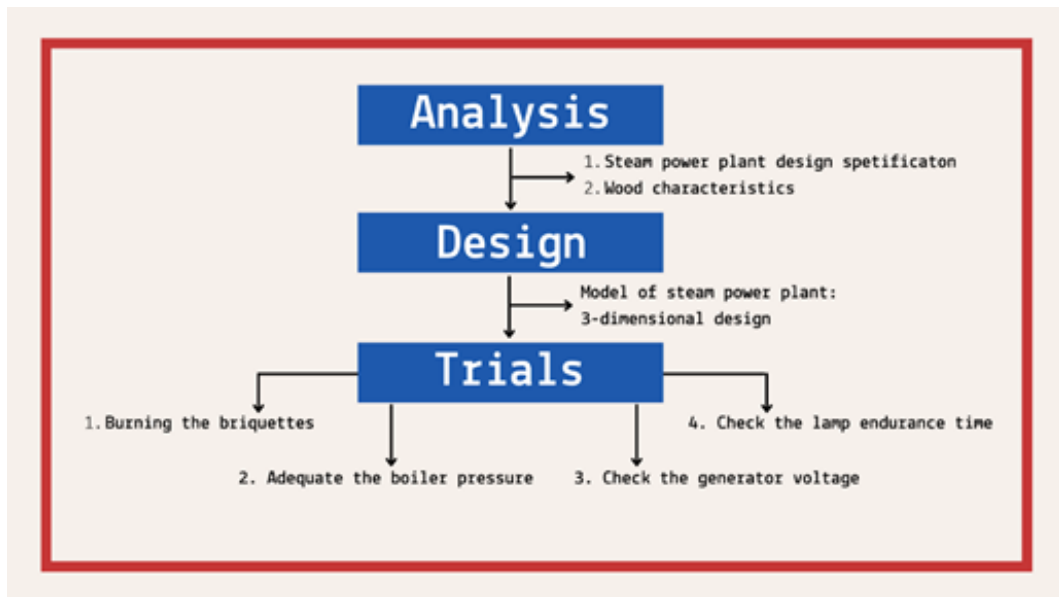 Analysis
1. Steam power plant design spetificaton
2. Wood characteristics
Design
Model of steam power plant:
3-dimensional design
Trials
1. Burning the briquettes
2. Adequate the boiler pressure
3. Check the generator voltage
4. Check the lamp endurance time